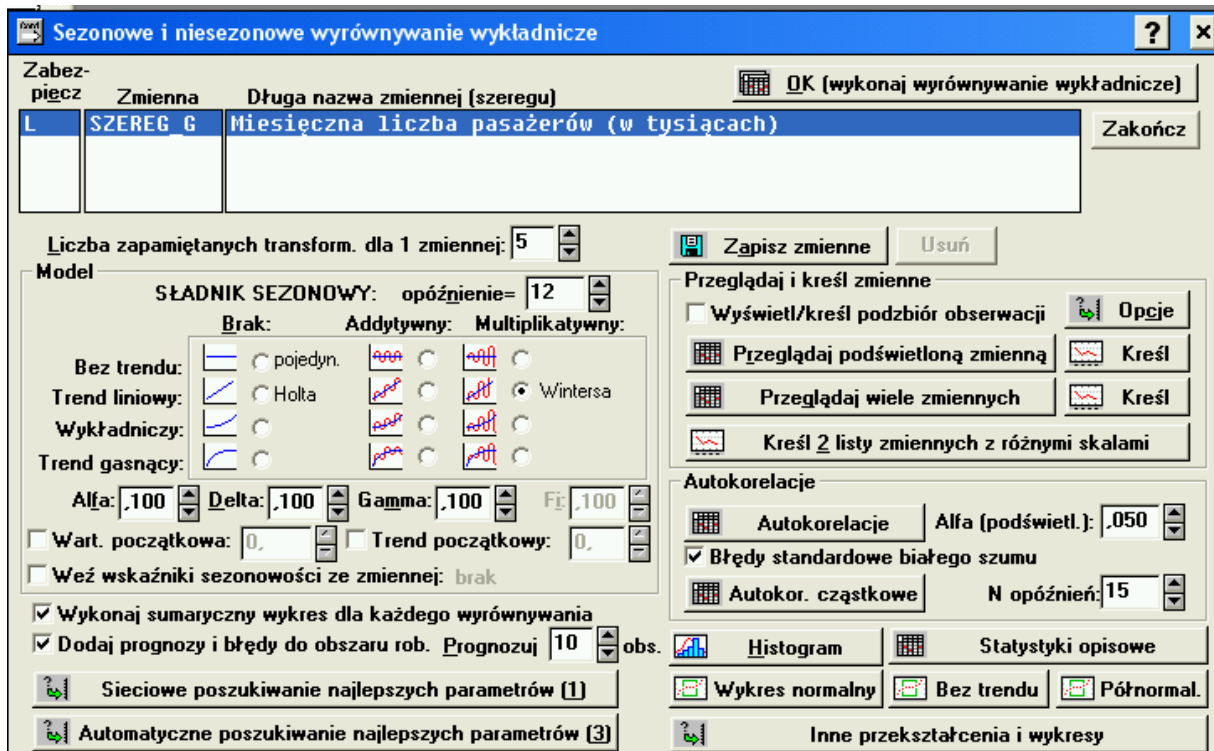 Sezonowe i niesezonowe wyrównywanie wykładnicze
?
x
Zabez-
piecz Zmienna Długa nazwa zmiennej (szeregu)
OK (wykonaj wyrównywanie wykładnicze)
L SZEREG_G Miesięczna liczba pasażerów (w tysiącach)
Zakończ
Liczba zapamiętanych transform. dla 1 zmiennej: 5
Zapisz zmienne
Usuń
Model
SŁADNIK SEZONOWY: opóźnienie= 12
Brak: Addytywny: Multiplikatywny:
Bez trendu: pojedyn.
Trend liniowy: Holta Wintersa
Wykładniczy:
Trend gasnący:
Alfa: ,100 Delta: ,100 Gamma: ,100 Fi: ,100
Wart. początkowa: 0, Trend początkowy: 0,
Weź wskaźniki sezonowości ze zmiennej: brak
Wykonaj sumaryczny wykres dla każdego wyrównywania
Dodaj prognozy i błędy do obszaru rob. Prognozuj 10 obs.
Sieciowe poszukiwanie najlepszych parametrów (1)
Automatyczne poszukiwanie najlepszych parametrów (3)
Przeglądaj i kreśl zmienne
Wyświetl/kreśl podzbiór obserwacji
Opcje
Przeglądaj podświetloną zmienną
Kreśl
Przeglądaj wiele zmiennych
Kreśl
Kreśl 2 listy zmiennych z różnymi skalami
Autokorelacje
Autokorelacje
Alfa (podświetl.): ,050
Błędy standardowe białego szumu
Autokor. cząstkowe
N opóźnień: 15
Histogram
Statystyki opisowe
Wykres normalny
Bez trendu
Półnormal.
Inne przekształcenia i wykresy